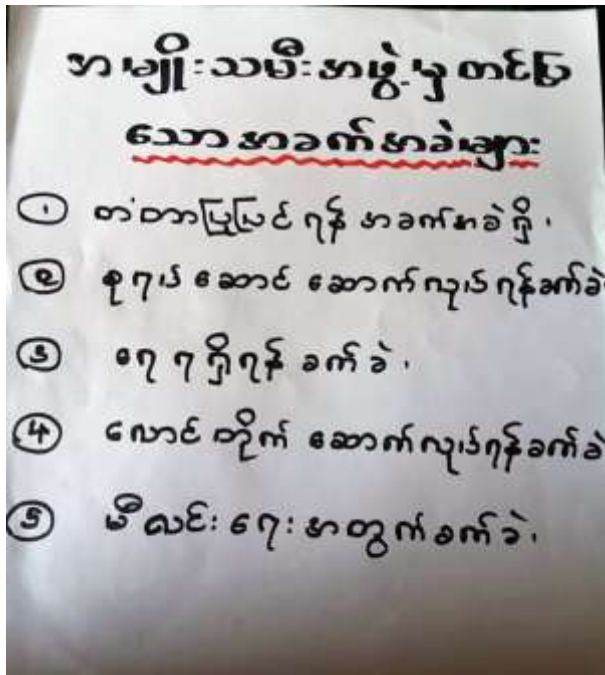 အမျိုးသမီးအဖွဲ့မှ တင်ပြ
သောအခက်အခဲများ
၁ တံတားပြုပြင်ရန် အခက်အခဲရှိ၊
၂ စုရပ် ဆောင် ဆောက်လုပ်ရန်ခက်ခဲ
၃ ရေ ရရှိရန် ခက်ခဲ၊
၄ လောင် တိုက် ဆောက်လုပ်ရန်ခက်ခဲ
၅ မီးလင်းရေးအတွက်ခက်ခဲ၊